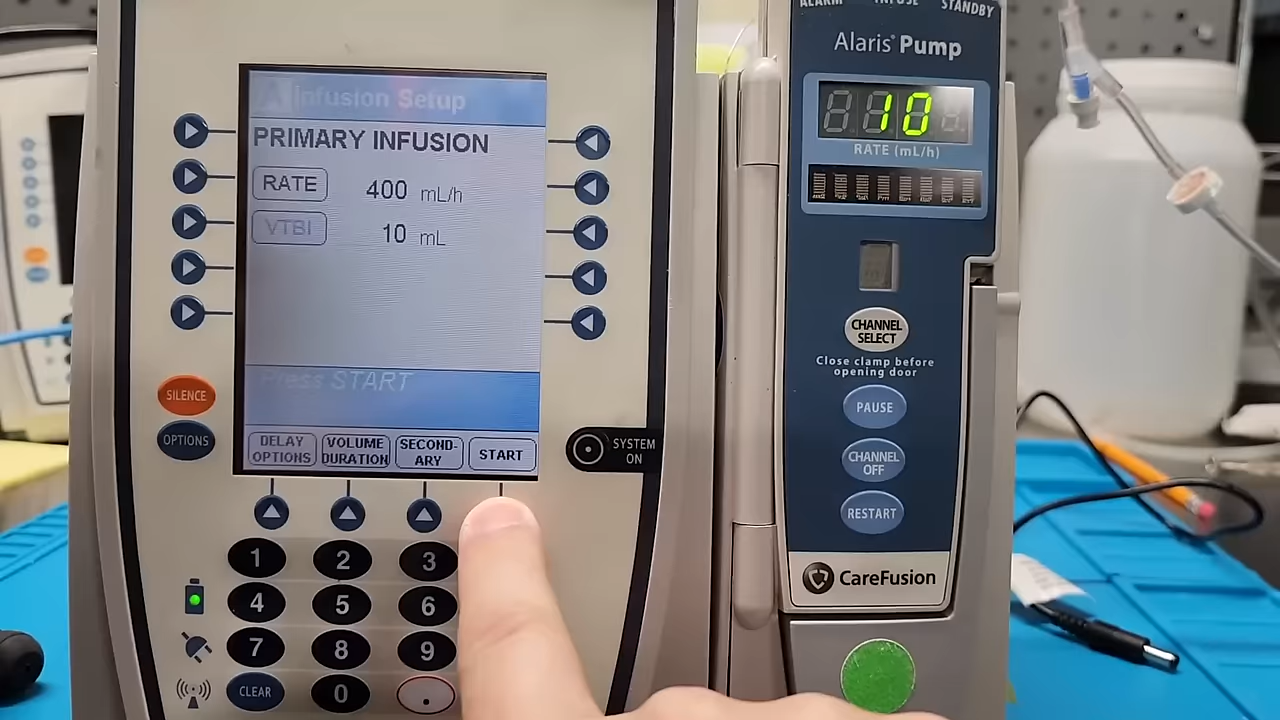 Infusion Setup
PRIMARY INFUSION
RATE 400 mL/h
VTBI 10 mL
Press START
DELAY OPTIONS
VOLUME DURATION
SECOND-ARY
START
SILENCE
OPTIONS
SYSTEM ON
1 2 3
4 5 6
7 8 9
CLEAR 0 .
ALARM INFUSE STANDBY
Alaris® Pump
10
RATE (mL/h)
CHANNEL SELECT
Close clamp before
opening door
PAUSE
CHANNEL OFF
RESTART
CareFusion